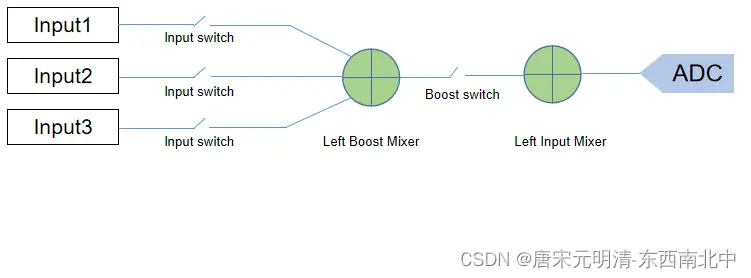 Input1
Input switch
Input2
Input switch
Boost switch
ADC
Input3
Input switch
Left Boost Mixer
Left Input Mixer
CSDN @唐宋元明清-东西南北中